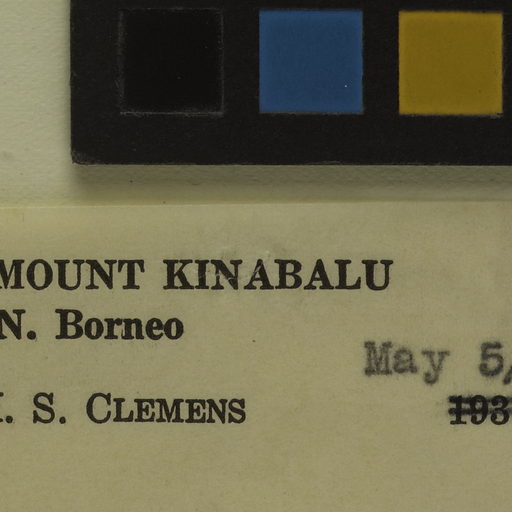 MOUNT KINABALU
N. Borneo
May 5,
S. CLEMENS
193